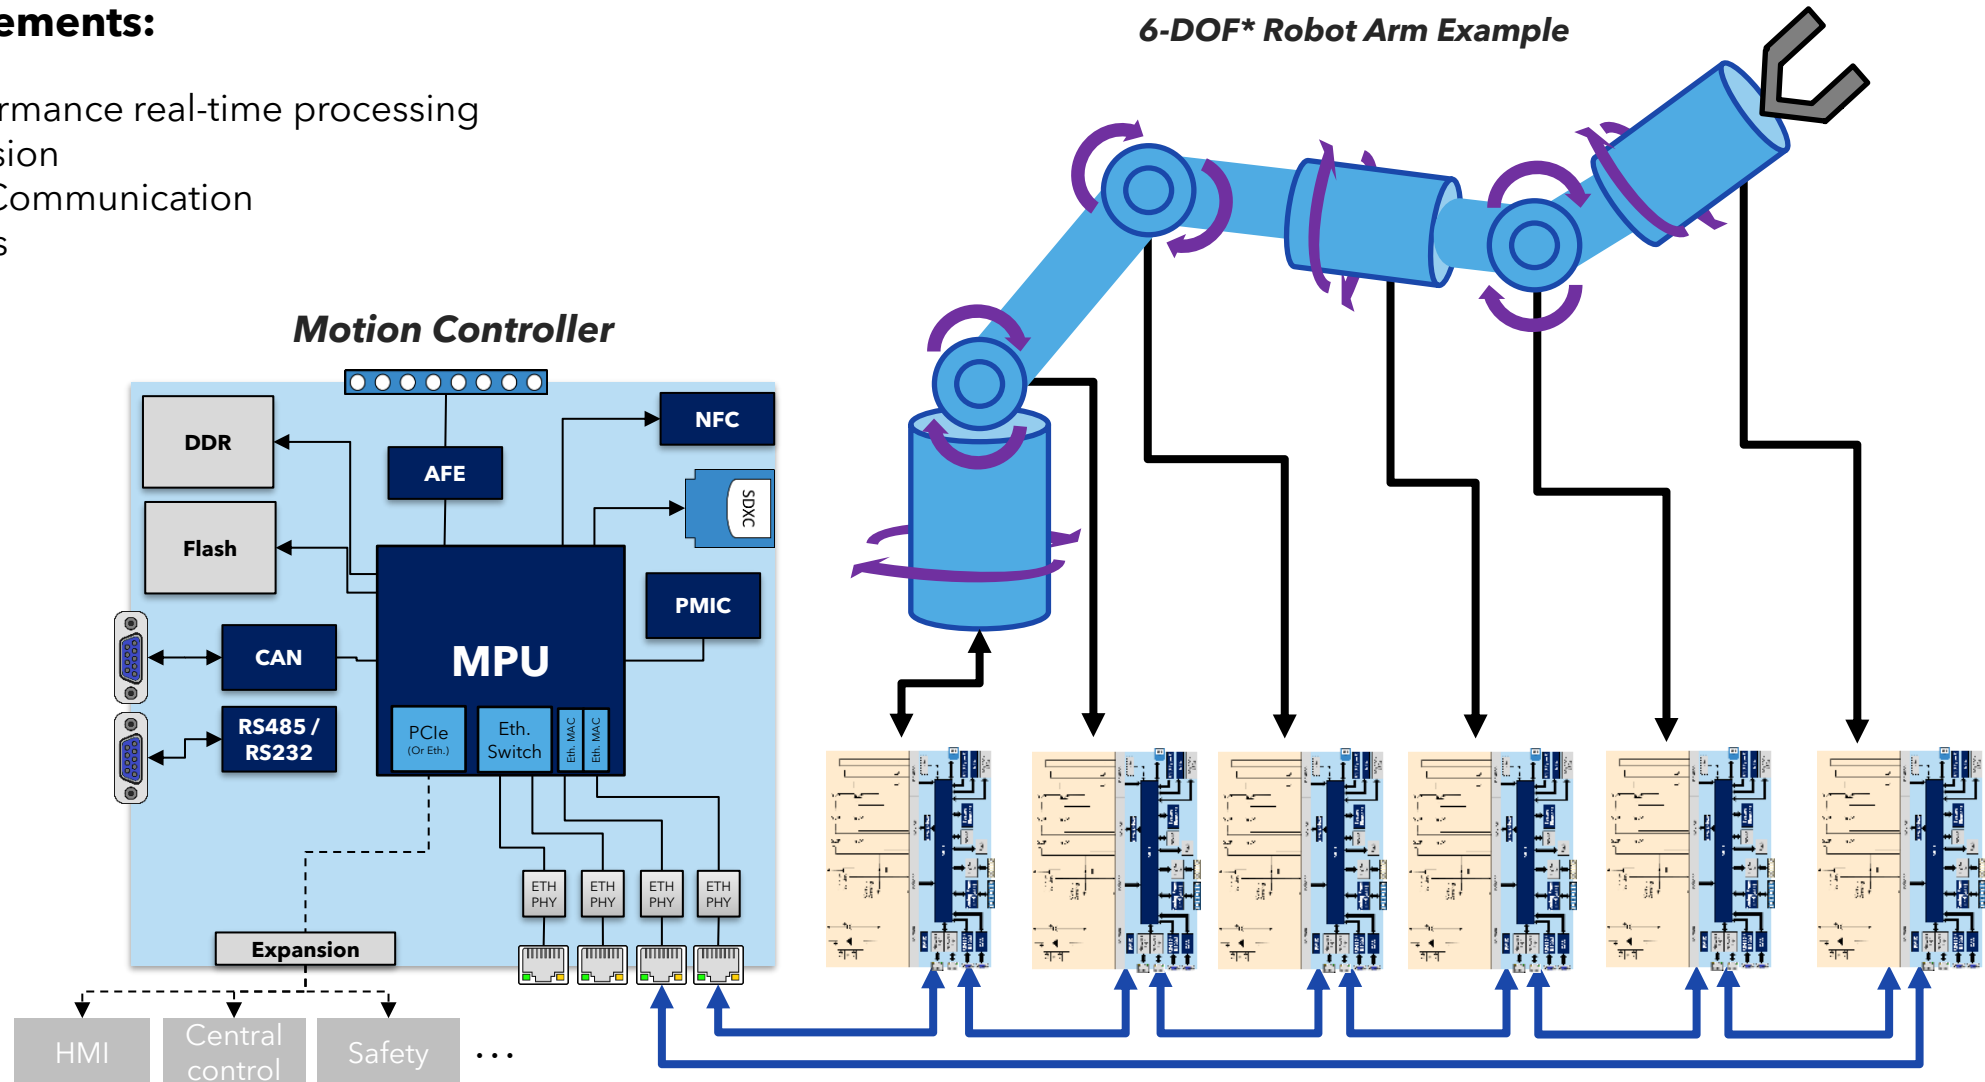 ements:
6-DOF* Robot Arm Example
rmance real-time processing
sion
Communication
s
Motion Controller
DDR
NFC
AFE
SDXC
Flash
PMIC
CAN
MPU
RS485 /
RS232
PCIe
(Or Eth.)
Eth.
Switch
Eth. MAC
Eth. MAC
ETH
PHY
ETH
PHY
ETH
PHY
ETH
PHY
Expansion
HMI
Central
control
Safety
...